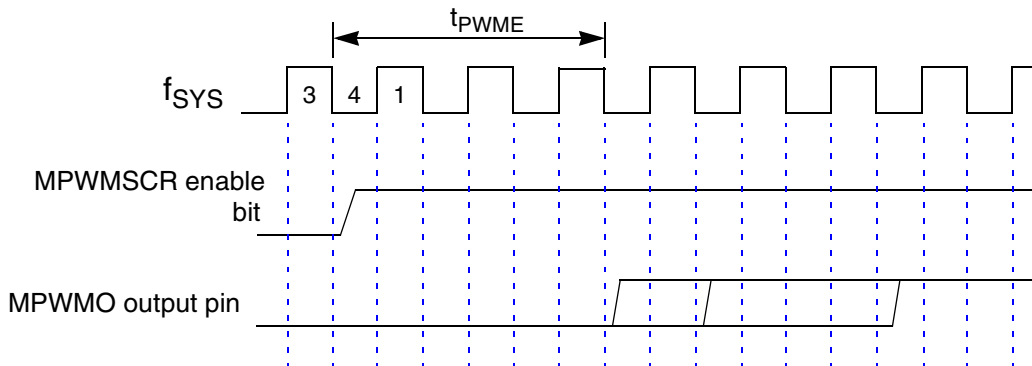 tPWME
fSYS
3 4 1
MPWMSCR enable
bit
MPWMO output pin